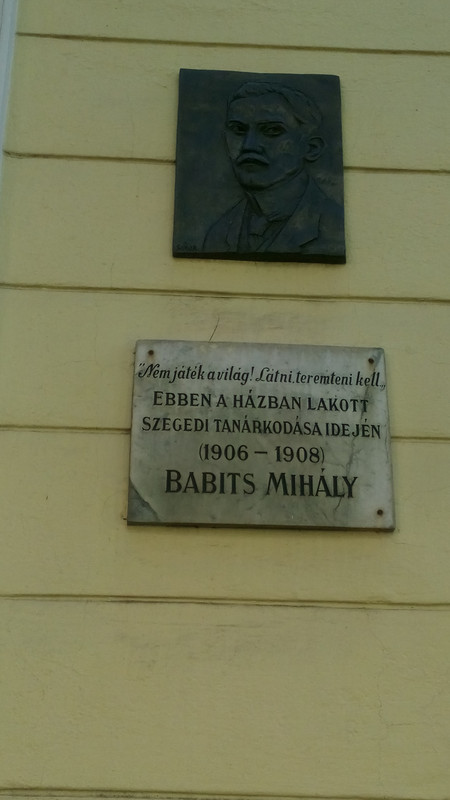 "Nem játék a világ! Látni, teremteni kell„
EBBEN A HÁZBAN LAKOTT
SZEGEDI TANÁRKODÁSA IDEJÉN
(1906 – 1908)
BABITS MIHÁLY